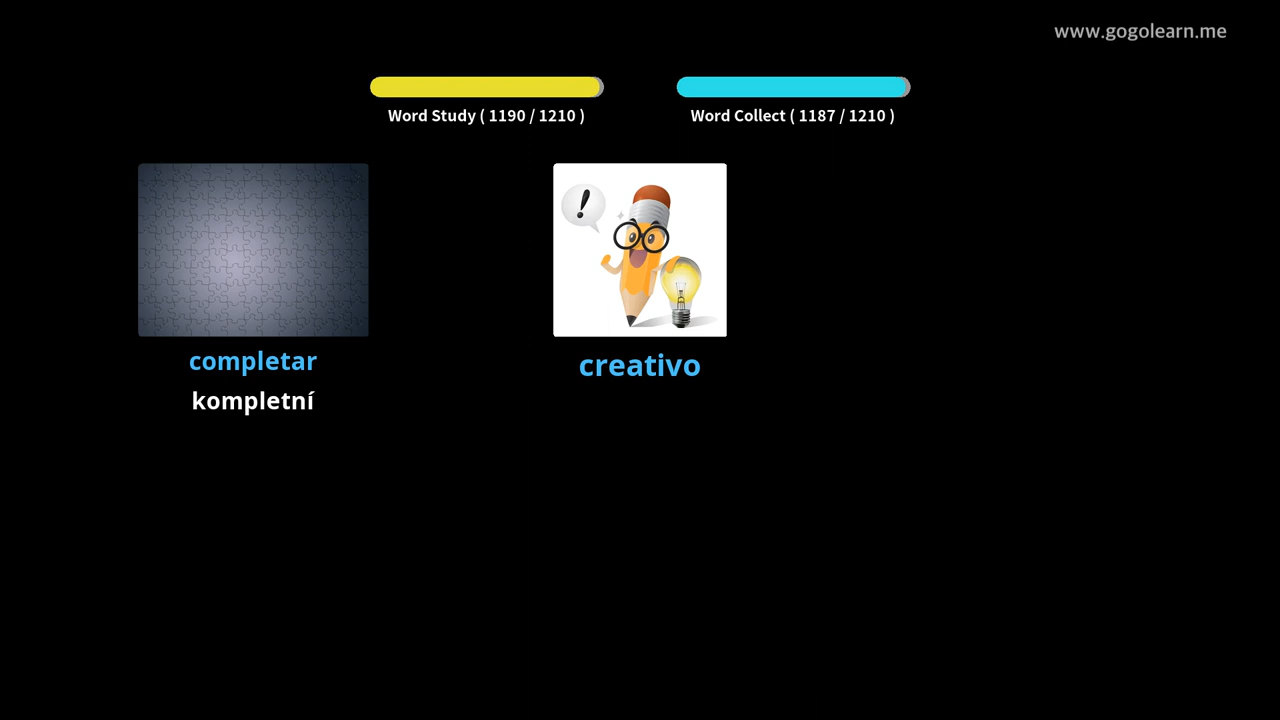 www.gogolearn.me
Word Study ( 1190 / 1210 )
Word Collect ( 1187 / 1210 )
!
completar
kompletní
creativo